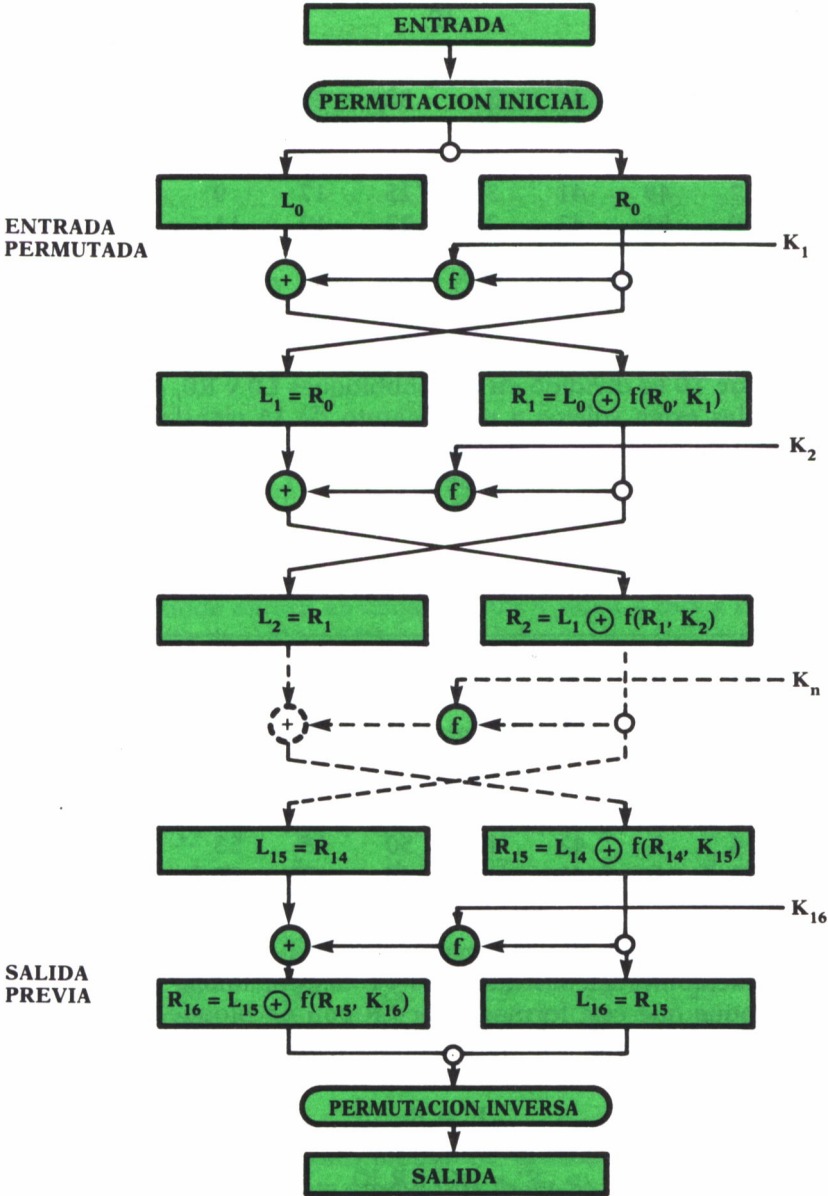 ENTRADA
PERMUTACION INICIAL
L₀
R₀
ENTRADA
PERMUTADA
K₁
+
f
L₁ = R₀
R₁ = L₀ ⊕ f(R₀, K₁)
K₂
+
f
L₂ = R₁
R₂ = L₁ ⊕ f(R₁, K₂)
Kₙ
+
f
L₁₅ = R₁₄
R₁₅ = L₁₄ ⊕ f(R₁₄, K₁₅)
K₁₆
+
f
SALIDA
PREVIA
R₁₆ = L₁₅ ⊕ f(R₁₅, K₁₆)
L₁₆ = R₁₅
PERMUTACION INVERSA
SALIDA